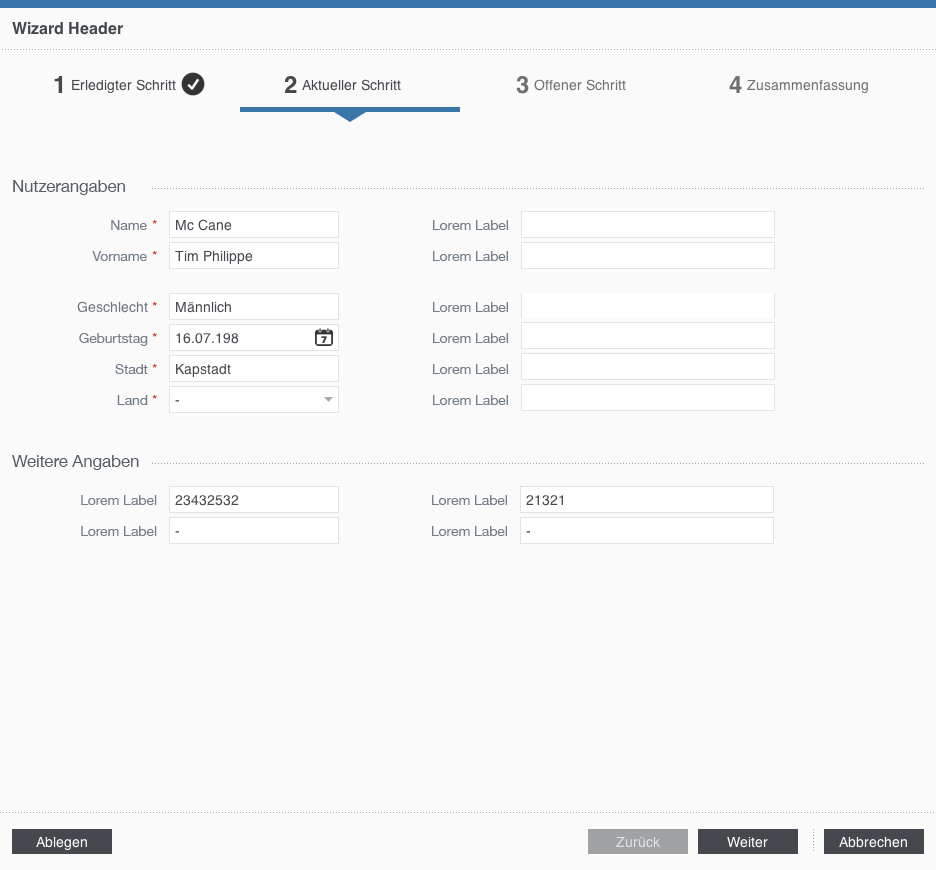 Wizard Header
1 Erledigter Schritt 2 Aktueller Schritt 3 Offener Schritt 4 Zusammenfassung
Nutzerangaben
Name * Mc Cane Lorem Label
Vorname * Tim Philippe Lorem Label
Geschlecht * Männlich Lorem Label
Geburtstag * 16.07.198 7 Lorem Label
Stadt * Kapstadt Lorem Label
Land * - Lorem Label
Weitere Angaben
Lorem Label 23432532 Lorem Label 21321
Lorem Label - Lorem Label -
Ablegen Zurück Weiter Abbrechen